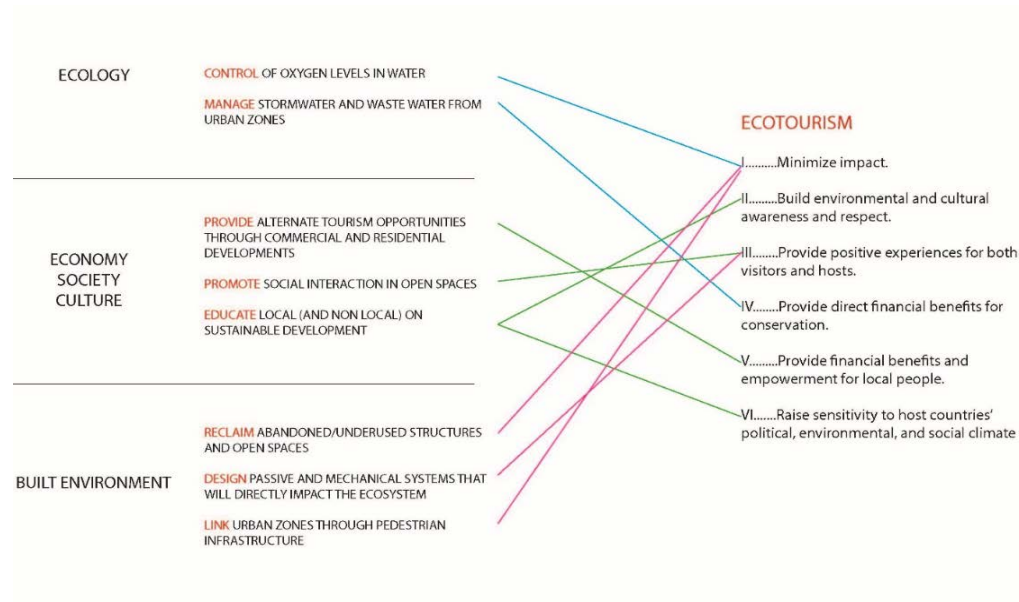 ECOLOGY
CONTROL OF OXYGEN LEVELS IN WATER
MANAGE STORMWATER AND WASTE WATER FROM
URBAN ZONES
ECONOMY
SOCIETY
CULTURE
PROVIDE ALTERNATE TOURISM OPPORTUNITIES
THROUGH COMMERCIAL AND RESIDENTIAL
DEVELOPMENTS
PROMOTE SOCIAL INTERACTION IN OPEN SPACES
EDUCATE LOCAL (AND NON LOCAL) ON
SUSTAINABLE DEVELOPMENT
BUILT ENVIRONMENT
RECLAIM ABANDONED/UNDERUSED STRUCTURES
AND OPEN SPACES
DESIGN PASSIVE AND MECHANICAL SYSTEMS THAT
WILL DIRECTLY IMPACT THE ECOSYSTEM
LINK URBAN ZONES THROUGH PEDESTRIAN
INFRASTRUCTURE
ECOTOURISM
I..........Minimize impact.
II.........Build environmental and cultural
awareness and respect.
III........Provide positive experiences for both
visitors and hosts.
IV........Provide direct financial benefits for
conservation.
V.........Provide financial benefits and
empowerment for local people.
VI.......Raise sensitivity to host countries'
political, environmental, and social climate